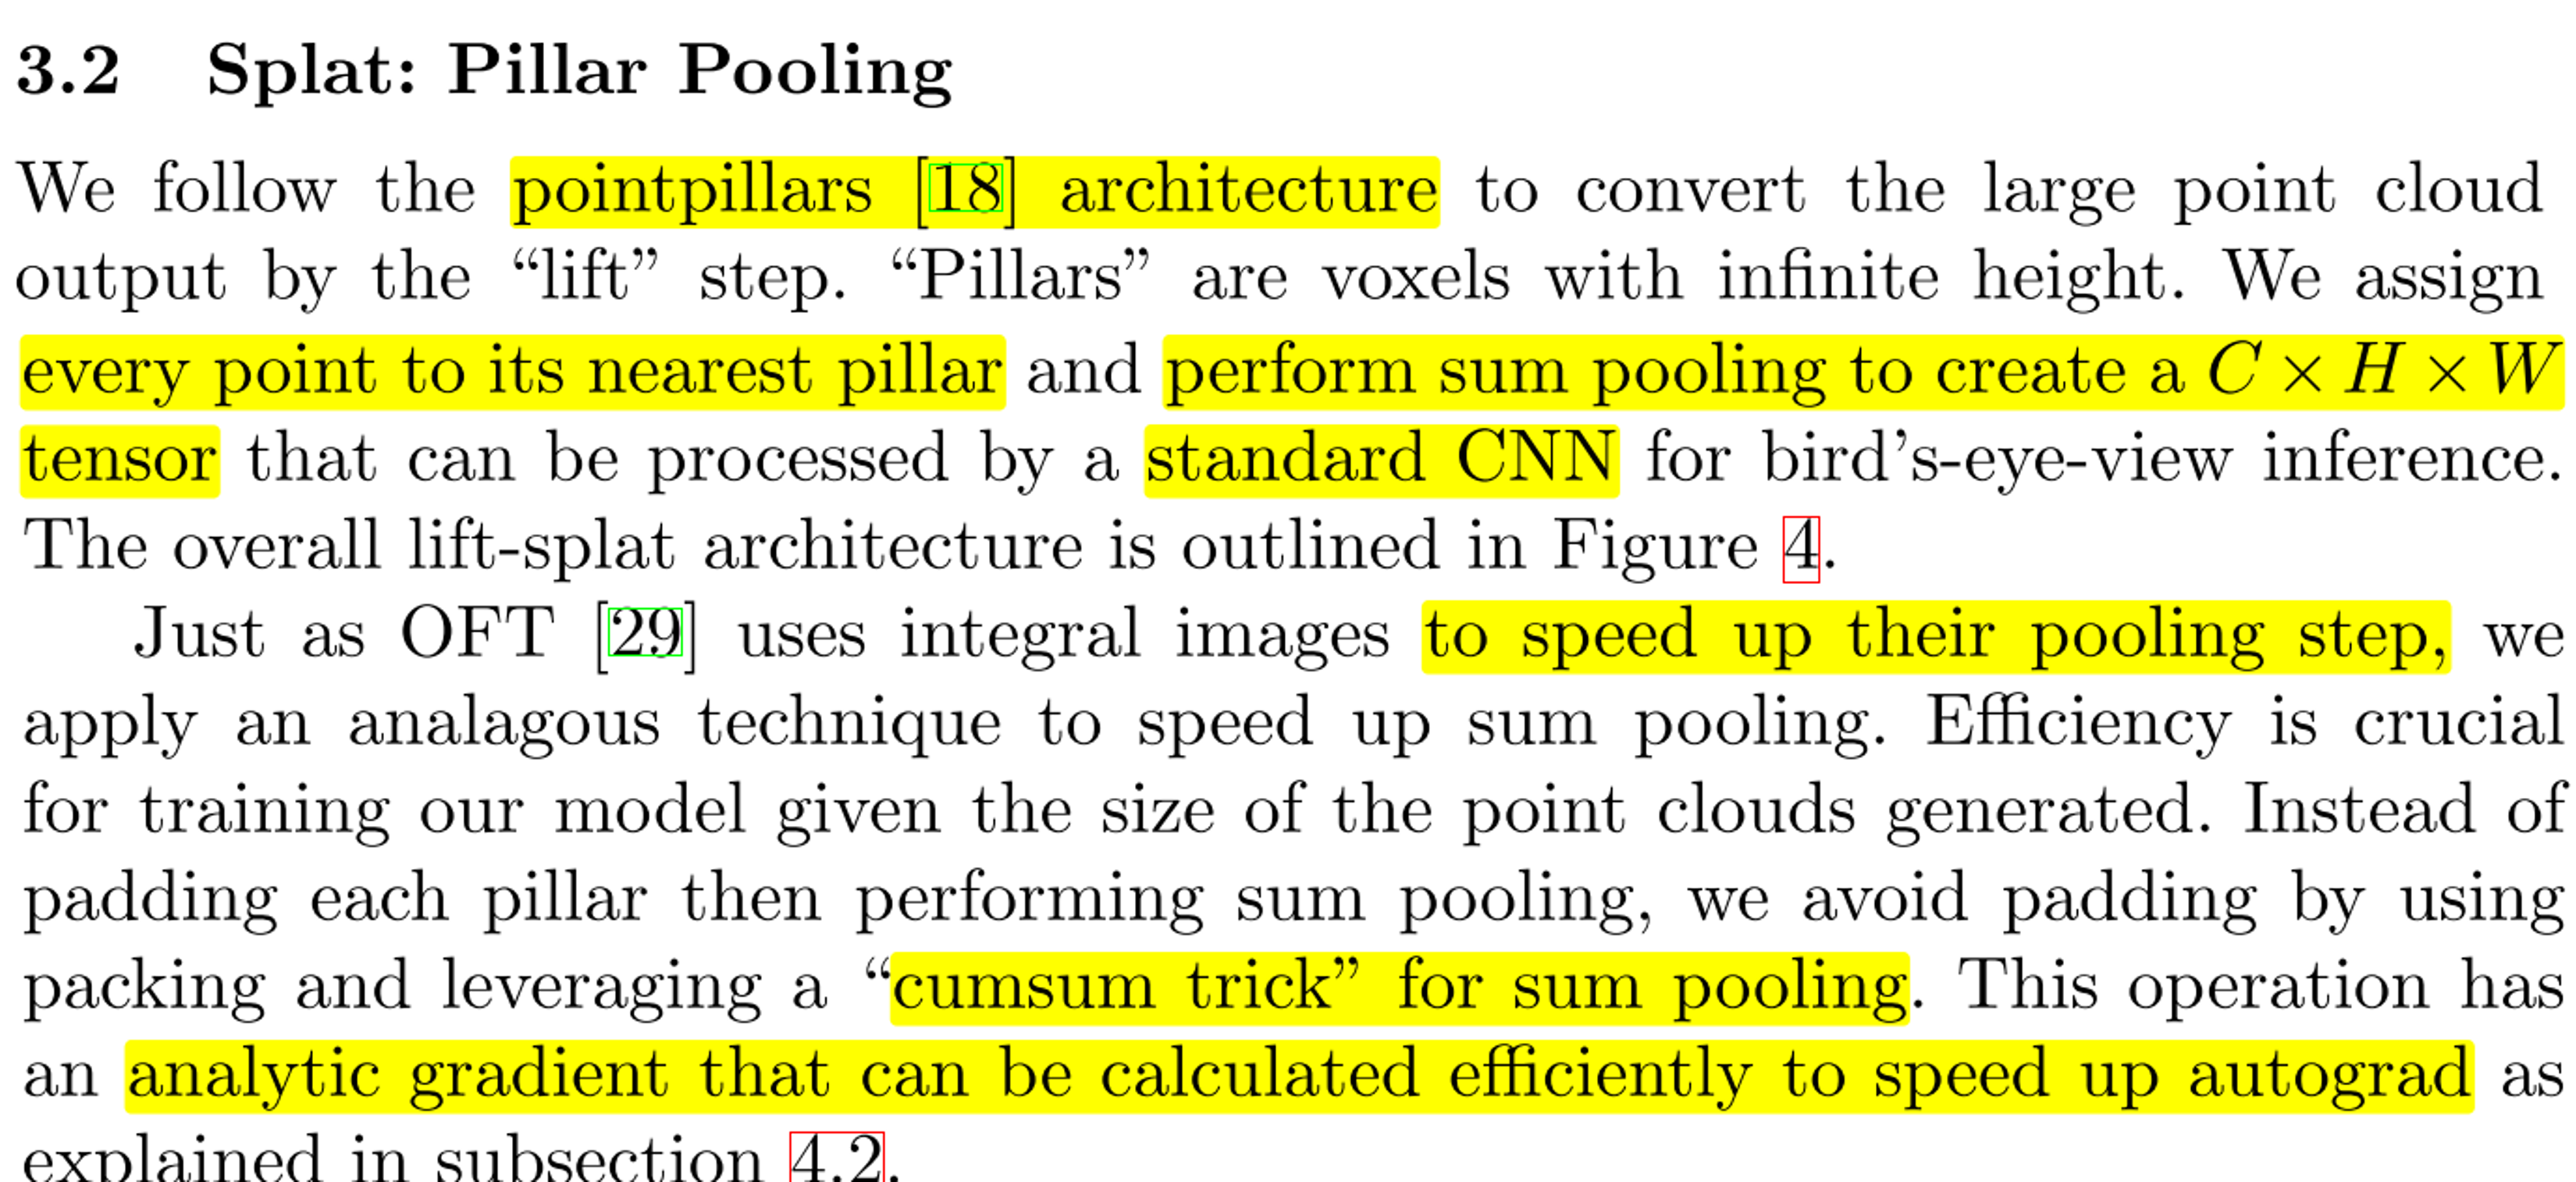 3.2 Splat: Pillar Pooling
We follow the pointpillars [18] architecture to convert the large point cloud
output by the “lift” step. “Pillars” are voxels with infinite height. We assign
every point to its nearest pillar and perform sum pooling to create a C × H × W
tensor that can be processed by a standard CNN for bird’s-eye-view inference.
The overall lift-splat architecture is outlined in Figure 4.
Just as OFT [29] uses integral images to speed up their pooling step, we
apply an analagous technique to speed up sum pooling. Efficiency is crucial
for training our model given the size of the point clouds generated. Instead of
padding each pillar then performing sum pooling, we avoid padding by using
packing and leveraging a “cumsum trick” for sum pooling. This operation has
an analytic gradient that can be calculated efficiently to speed up autograd as
explained in subsection 4.2.